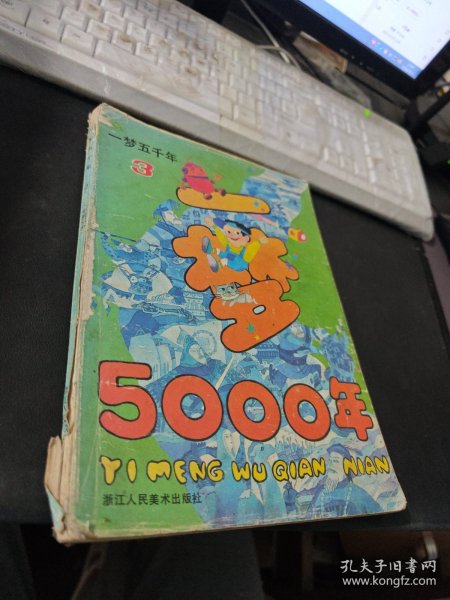 一梦五千年
3
一梦
5000年
YI MENG WU QIAN NIAN
浙江人民美术出版社
孔夫子旧书网
www.kongfz.com